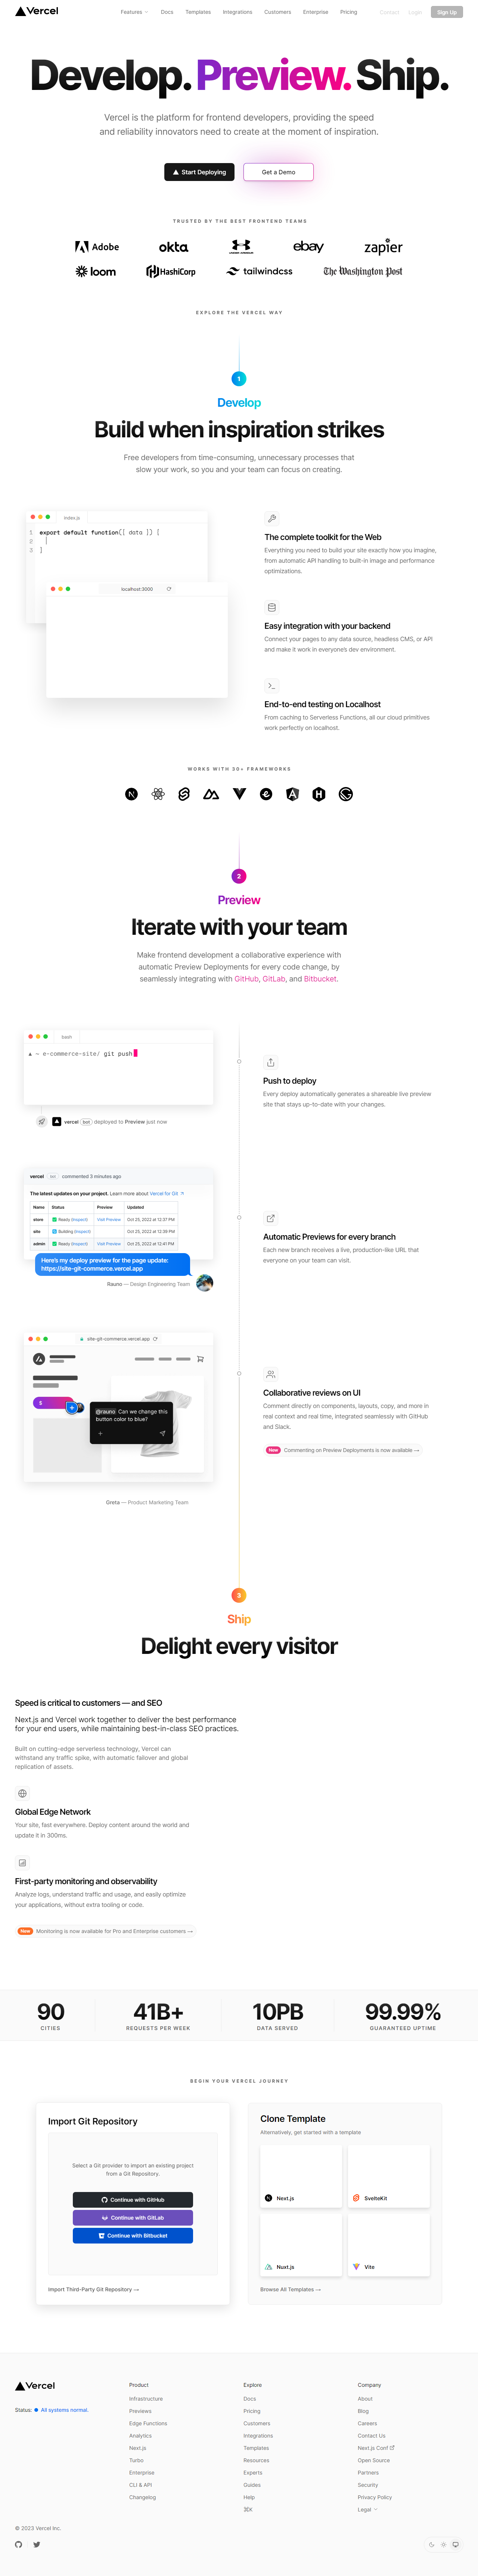 Vercel Features Docs Templates Integrations Customers Enterprise Pricing Contact Login Sign Up
Develop. Preview. Ship.
Vercel is the platform for frontend developers, providing the speed
and reliability innovators need to create at the moment of inspiration.
Start Deploying Get a Demo
TRUSTED BY THE BEST FRONTEND TEAMS
Adobe okta UNDER ARMOUR ebay zapier
loom HashiCorp tailwindcss The Washington Post
EXPLORE THE VERCEL WAY
1
Develop
Build when inspiration strikes
Free developers from time-consuming, unnecessary processes that
slow your work, so you and your team can focus on creating.
index.js
1 export default function({ data }) {
2
3 }
localhost:3000
The complete toolkit for the Web
Everything you need to build your site exactly how you imagine,
from automatic API handling to built-in image and performance
optimizations.
Easy integration with your backend
Connect your pages to any data source, headless CMS, or API
and make it work in everyone's dev environment.
End-to-end testing on Localhost
From caching to Serverless Functions, all our cloud primitives
work perfectly on localhost.
WORKS WITH 30+ FRAMEWORKS
2
Preview
Iterate with your team
Make frontend development a collaborative experience with
automatic Preview Deployments for every code change, by
seamlessly integrating with GitHub, GitLab, and Bitbucket.
bash
▲ ~ e-commerce-site/ git push
vercel bot deployed to Preview just now
Push to deploy
Every deploy automatically generates a shareable live preview
site that stays up-to-date with your changes.
vercel bot commented 3 minutes ago
The latest updates on your project. Learn more about Vercel for Git ↗
Name Status Preview Updated
store Ready (Inspect) Visit Preview Oct 25, 2022 at 12:37 PM
site Building (Inspect) Oct 25, 2022 at 12:39 PM
admin Ready (Inspect) Visit Preview Oct 25, 2022 at 12:41 PM
Here's my deploy preview for the page update:
https://site-git-commerce.vercel.app
Rauno — Design Engineering Team
Automatic Previews for every branch
Each new branch receives a live, production-like URL that
everyone on your team can visit.
site-git-commerce.vercel.app
$
@rauno Can we change this
button color to blue?
Greta — Product Marketing Team
Collaborative reviews on UI
Comment directly on components, layouts, copy, and more in
real context and real time, integrated seamlessly with GitHub
and Slack.
New Commenting on Preview Deployments is now available →
3
Ship
Delight every visitor
Speed is critical to customers — and SEO
Next.js and Vercel work together to deliver the best performance
for your end users, while maintaining best-in-class SEO practices.
Built on cutting-edge serverless technology, Vercel can
withstand any traffic spike, with automatic failover and global
replication of assets.
Global Edge Network
Your site, fast everywhere. Deploy content around the world and
update it in 300ms.
First-party monitoring and observability
Analyze logs, understand traffic and usage, and easily optimize
your applications, without extra tooling or code.
New Monitoring is now available for Pro and Enterprise customers →
90 41B+ 10PB 99.99%
CITIES REQUESTS PER WEEK DATA SERVED GUARANTEED UPTIME
BEGIN YOUR VERCEL JOURNEY
Import Git Repository
Select a Git provider to import an existing project
from a Git Repository.
Continue with GitHub
Continue with GitLab
Continue with Bitbucket
Import Third-Party Git Repository →
Clone Template
Alternatively, get started with a template
Next.js SvelteKit
Nuxt.js Vite
Browse All Templates →
Vercel
Status: All systems normal.
Product
Infrastructure
Previews
Edge Functions
Analytics
Next.js
Turbo
Enterprise
CLI & API
Changelog
Explore
Docs
Pricing
Customers
Integrations
Templates
Resources
Experts
Guides
Help
Company
About
Blog
Careers
Contact Us
Next.js Conf
Open Source
Partners
Security
Privacy Policy
Legal
© 2023 Vercel Inc.